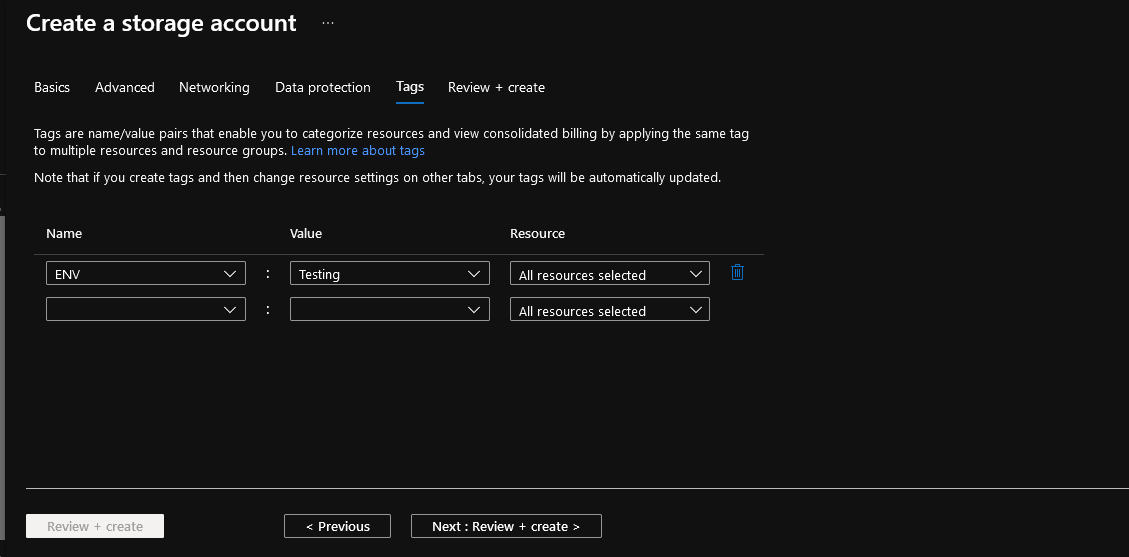 Create a storage account ...
Basics Advanced Networking Data protection Tags Review + create
Tags are name/value pairs that enable you to categorize resources and view consolidated billing by applying the same tag
to multiple resources and resource groups. Learn more about tags
Note that if you create tags and then change resource settings on other tabs, your tags will be automatically updated.
Name Value Resource
ENV : Testing All resources selected
: All resources selected
Review + create < Previous Next : Review + create >